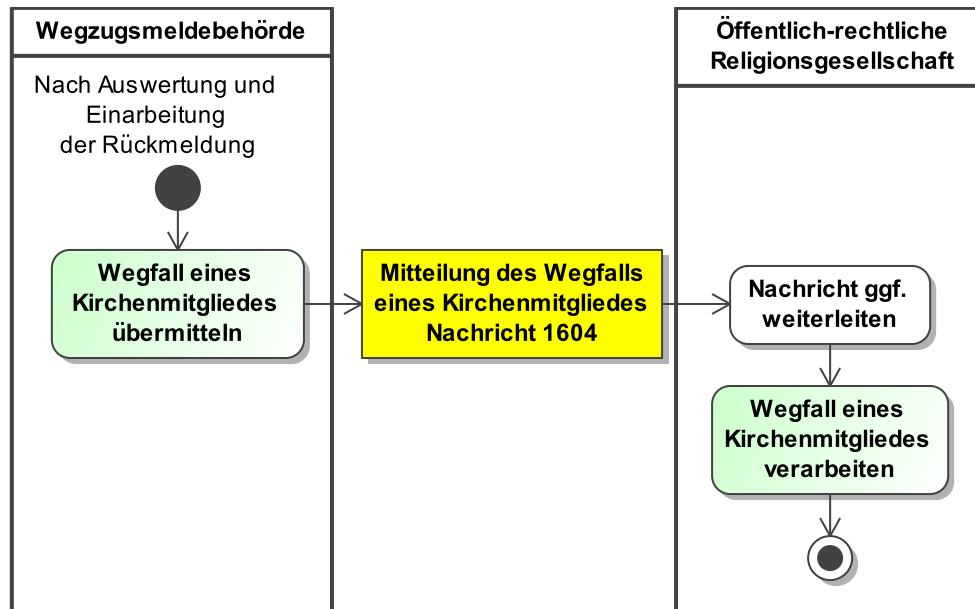 Wegzugsmeldebehörde
Nach Auswertung und
Einarbeitung
der Rückmeldung
Wegfall eines
Kirchenmitgliedes
übermitteln
Mitteilung des Wegfalls
eines Kirchenmitgliedes
Nachricht 1604
Öffentlich-rechtliche
Religionsgesellschaft
Nachricht ggf.
weiterleiten
Wegfall eines
Kirchenmitgliedes
verarbeiten